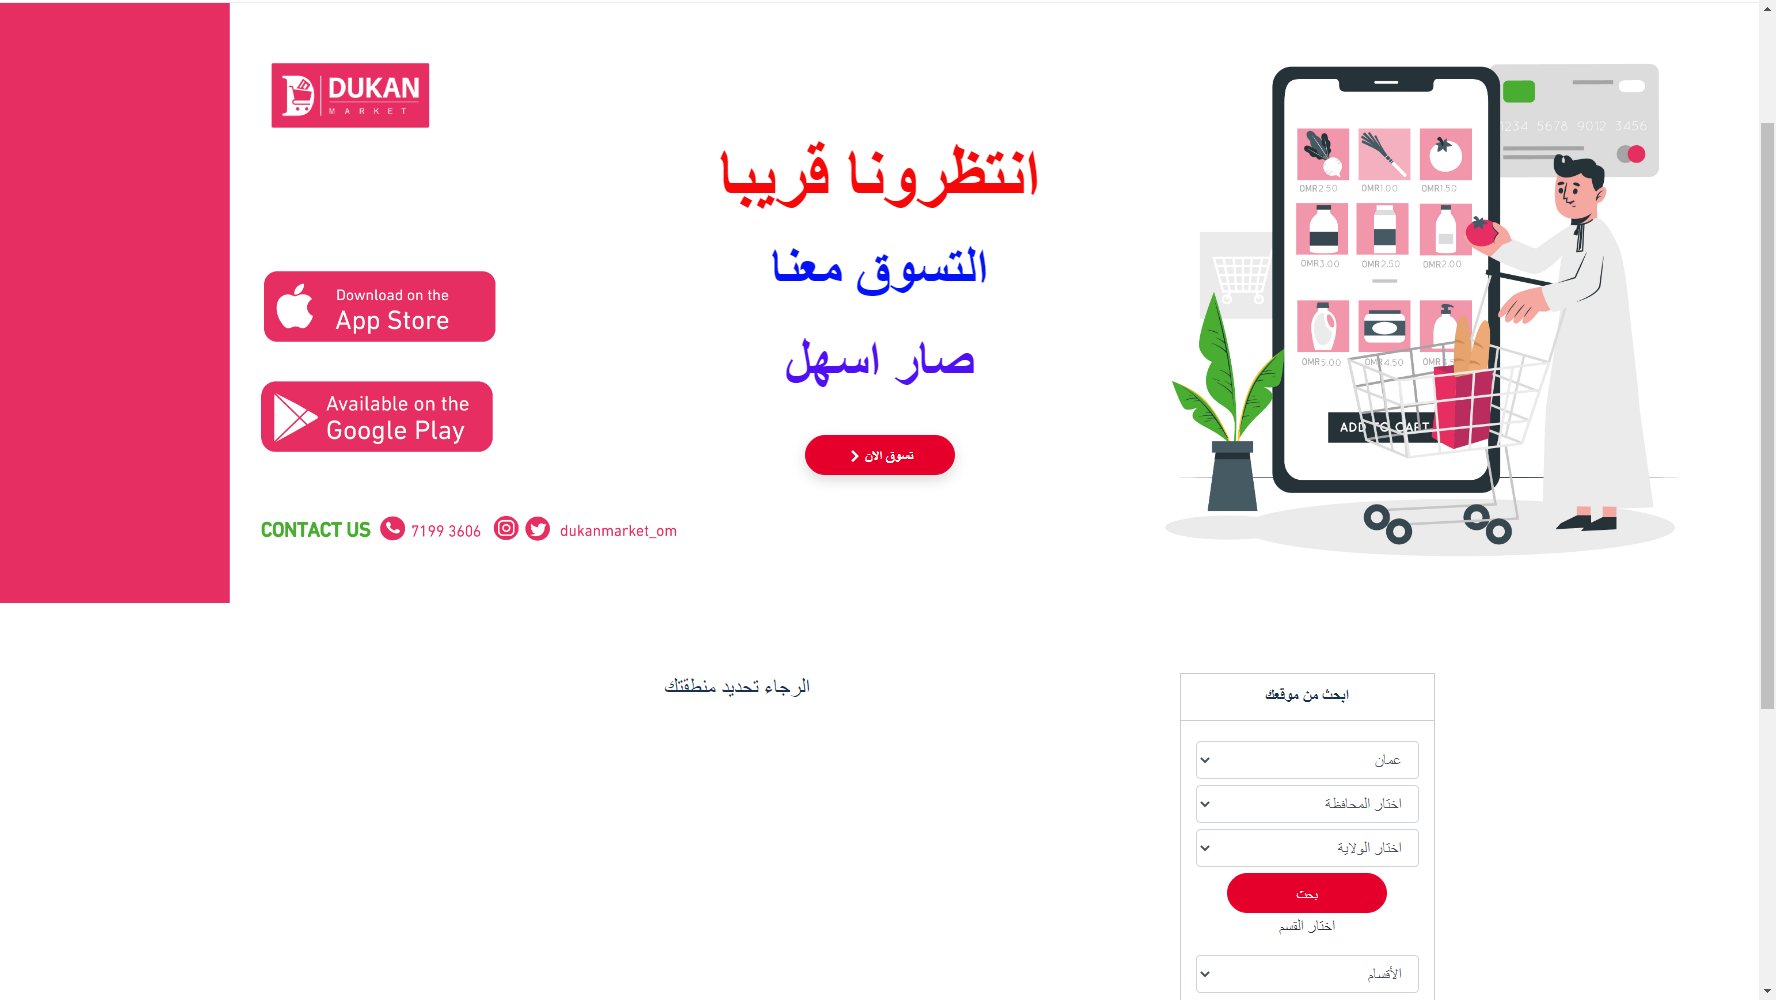 DUKAN
MARKET
انتظرونا قريبا
التسوق معنا
صار اسهل
تسوق الان
Download on the
App Store
Available on the
Google Play
CONTACT US 7199 3606 dukanmarket_om
1234 5678 9012 3456
OMR2.50 OMR1.00 OMR1.50
OMR3.00 OMR2.50 OMR2.00
OMR5.00 OMR4.50
ADD TO CART
الرجاء تحديد منطقتك
ابحث من موقعك
عمان
اختار المحافظة
اختار الولاية
بحث
اختار القسم
الأقسام